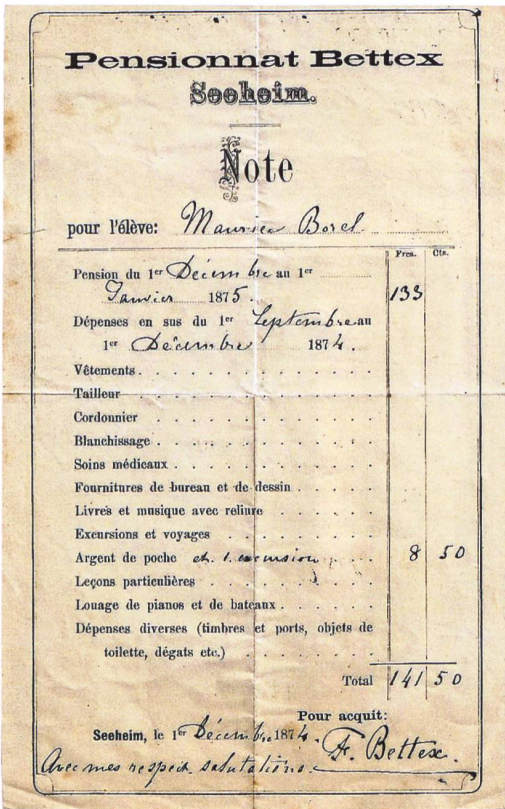 Pensionnat Bettex
Seeheim.
Note
pour l'élève: Maurice Borel
Frcs. Cts.
Pension du 1er Décembre au 1er
Janvier 1875. 133
Dépenses en sus du 1er Septembre au
1er Décembre 1874.
Vêtements
Tailleur
Cordonnier
Blanchissage
Soins médicaux
Fournitures de bureau et de dessin
Livres et musique avec reliure
Excursions et voyages
Argent de poche et 1 excursion 8 50
Leçons particulières
Louage de pianos et de bateaux
Dépenses diverses (timbres et ports, objets de
toilette, dégats etc.)
Total 141 50
Pour acquit:
Seeheim, le 1er Décembre 1874. F. Bettex.
Avec mes respect. salutations.